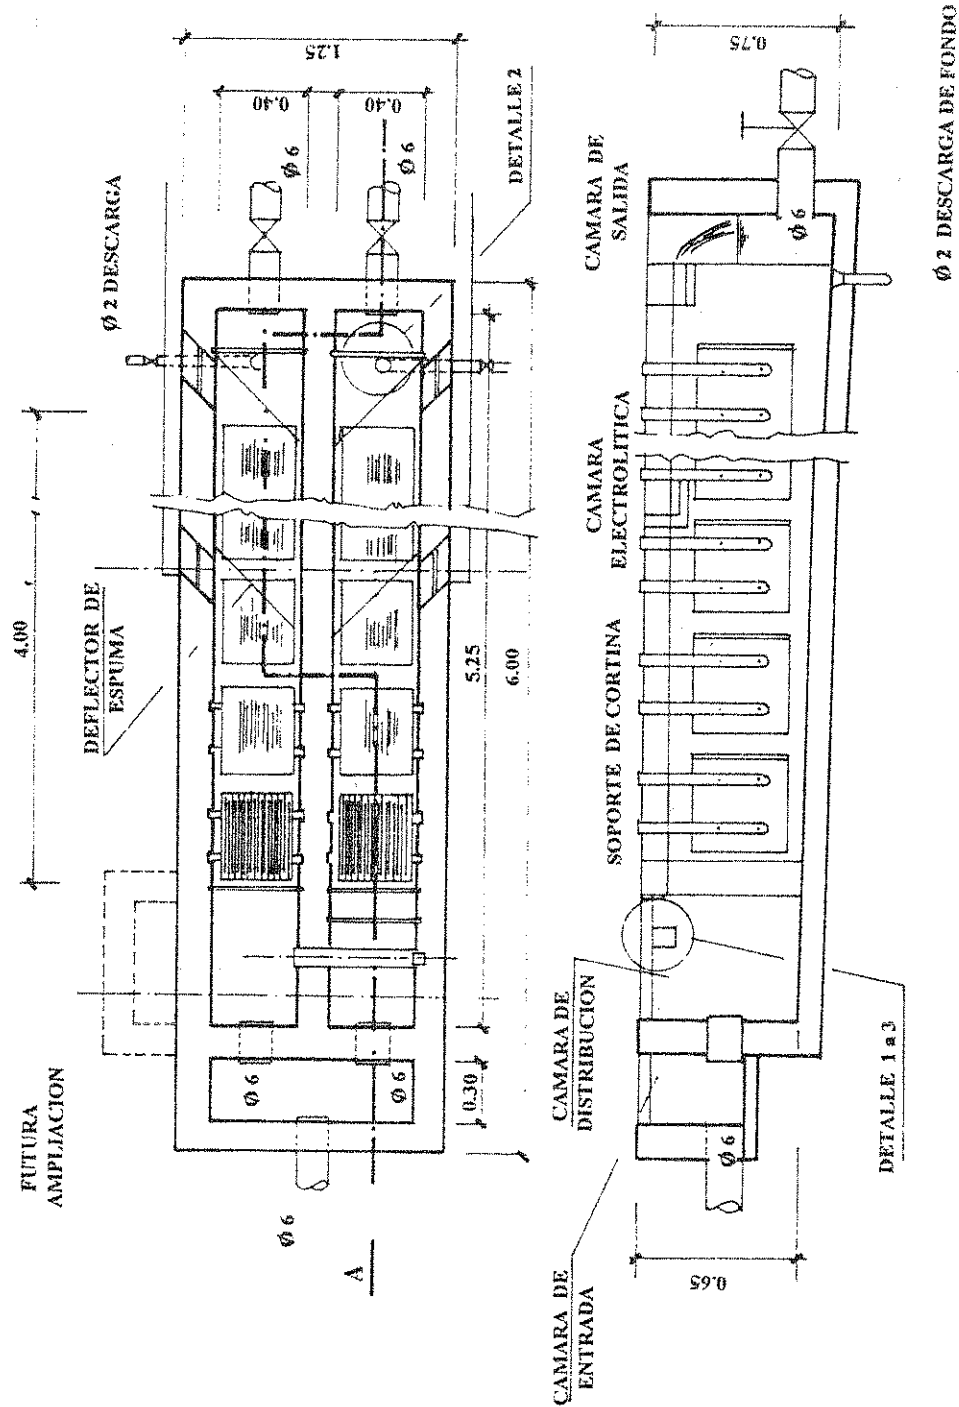 FUTURA
AMPLIACION
4.00
DEFLECTOR DE
ESPUMA
Ø 2 DESCARGA
1.25
0.40
0.40
Ø 6
Ø 6
DETALLE 2
Ø 6
Ø 6
Ø 6
0.30
5.25
6.00
A
CAMARA DE
ENTRADA
CAMARA DE
DISTRIBUCION
SOPORTE DE CORTINA
CAMARA
ELECTROLITICA
CAMARA DE
SALIDA
0.75
0.65
Ø 6
Ø 6
DETALLE 1 a 3
Ø 2 DESCARGA DE FONDO